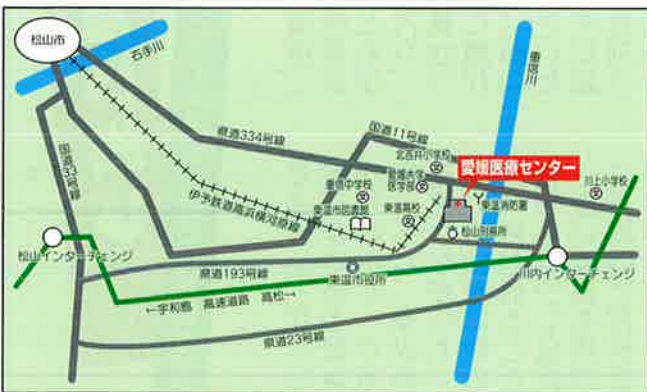 松山市
石手川
重信川
国道33号線
県道334号線
国道11号線
北吉井小学校
愛媛医療センター
愛媛大学
医学部
川上小学校
重信中学校
東温市図書館
東温高校
東温消防署
松山刑務所
伊予鉄道高浜横河原線
松山インターチェンジ
川内インターチェンジ
県道193号線
東温市役所
←宇和島 高速道路 高松→
県道23号線